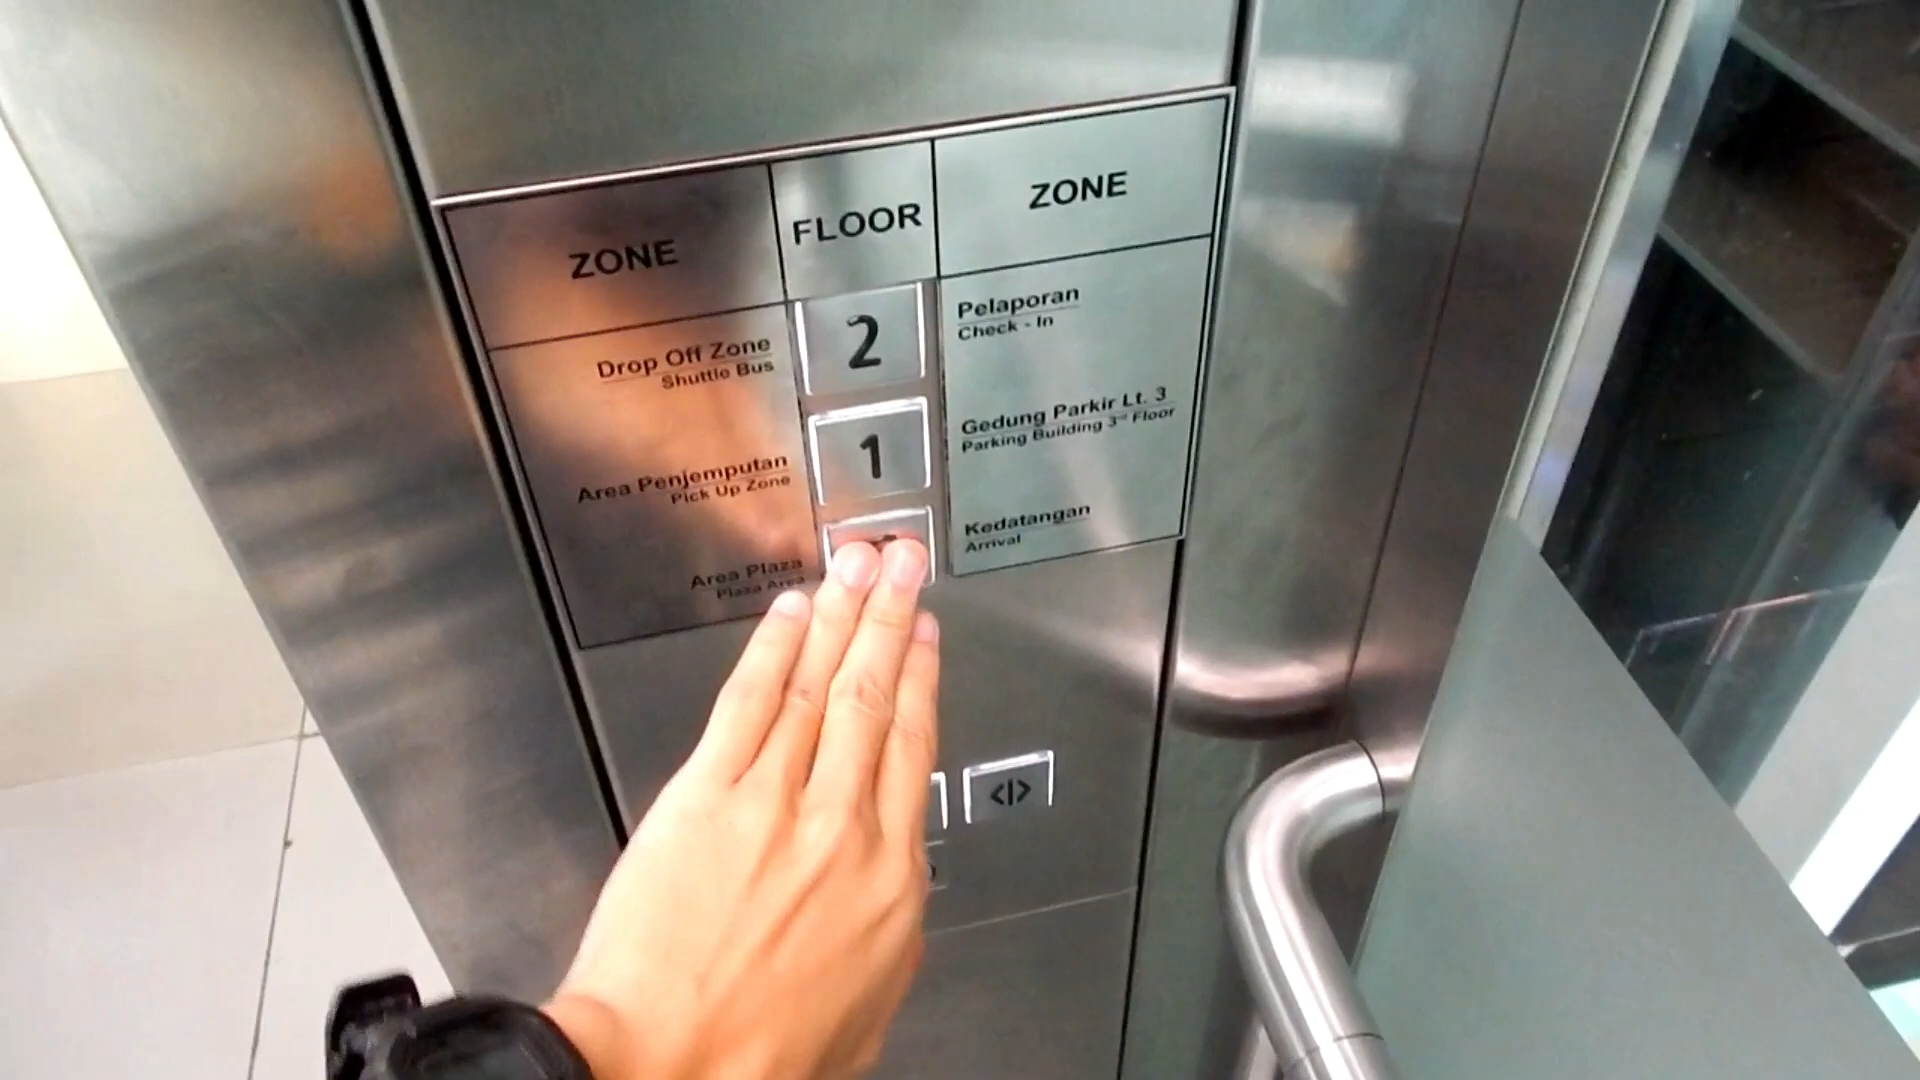 ZONE
FLOOR
ZONE
Drop Off Zone
Shuttle Bus
2
Pelaporan
Check - In
Area Penjemputan
Pick Up Zone
1
Gedung Parkir Lt. 3
Parking Building 3rd Floor
Area Plaza
Plaza Area
Kedatangan
Arrival
<|>